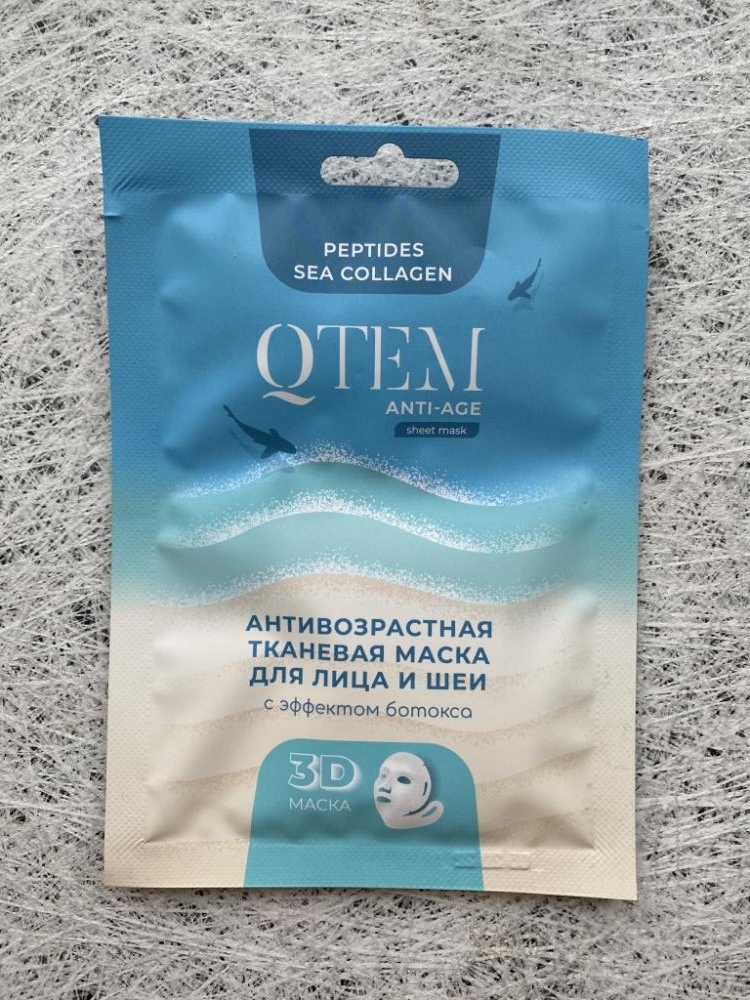 PEPTIDES
SEA COLLAGEN
QTEM
ANTI-AGE
sheet mask
АНТИВОЗРАСТНАЯ
ТКАНЕВАЯ МАСКА
ДЛЯ ЛИЦА И ШЕИ
с эффектом ботокса
3D
МАСКА